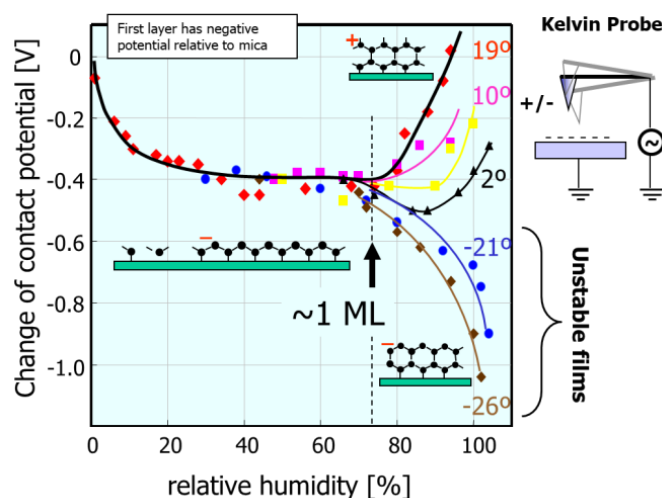 First layer has negative
potential relative to mica
Kelvin Probe
Change of contact potential [V]
0
-0.2
-0.4
-0.6
-0.8
-1.0
+
19º
10º
2º
-21º
-26º
+/-
−
~1 ML
−
Unstable films
0
20
40
60
80
100
relative humidity [%]